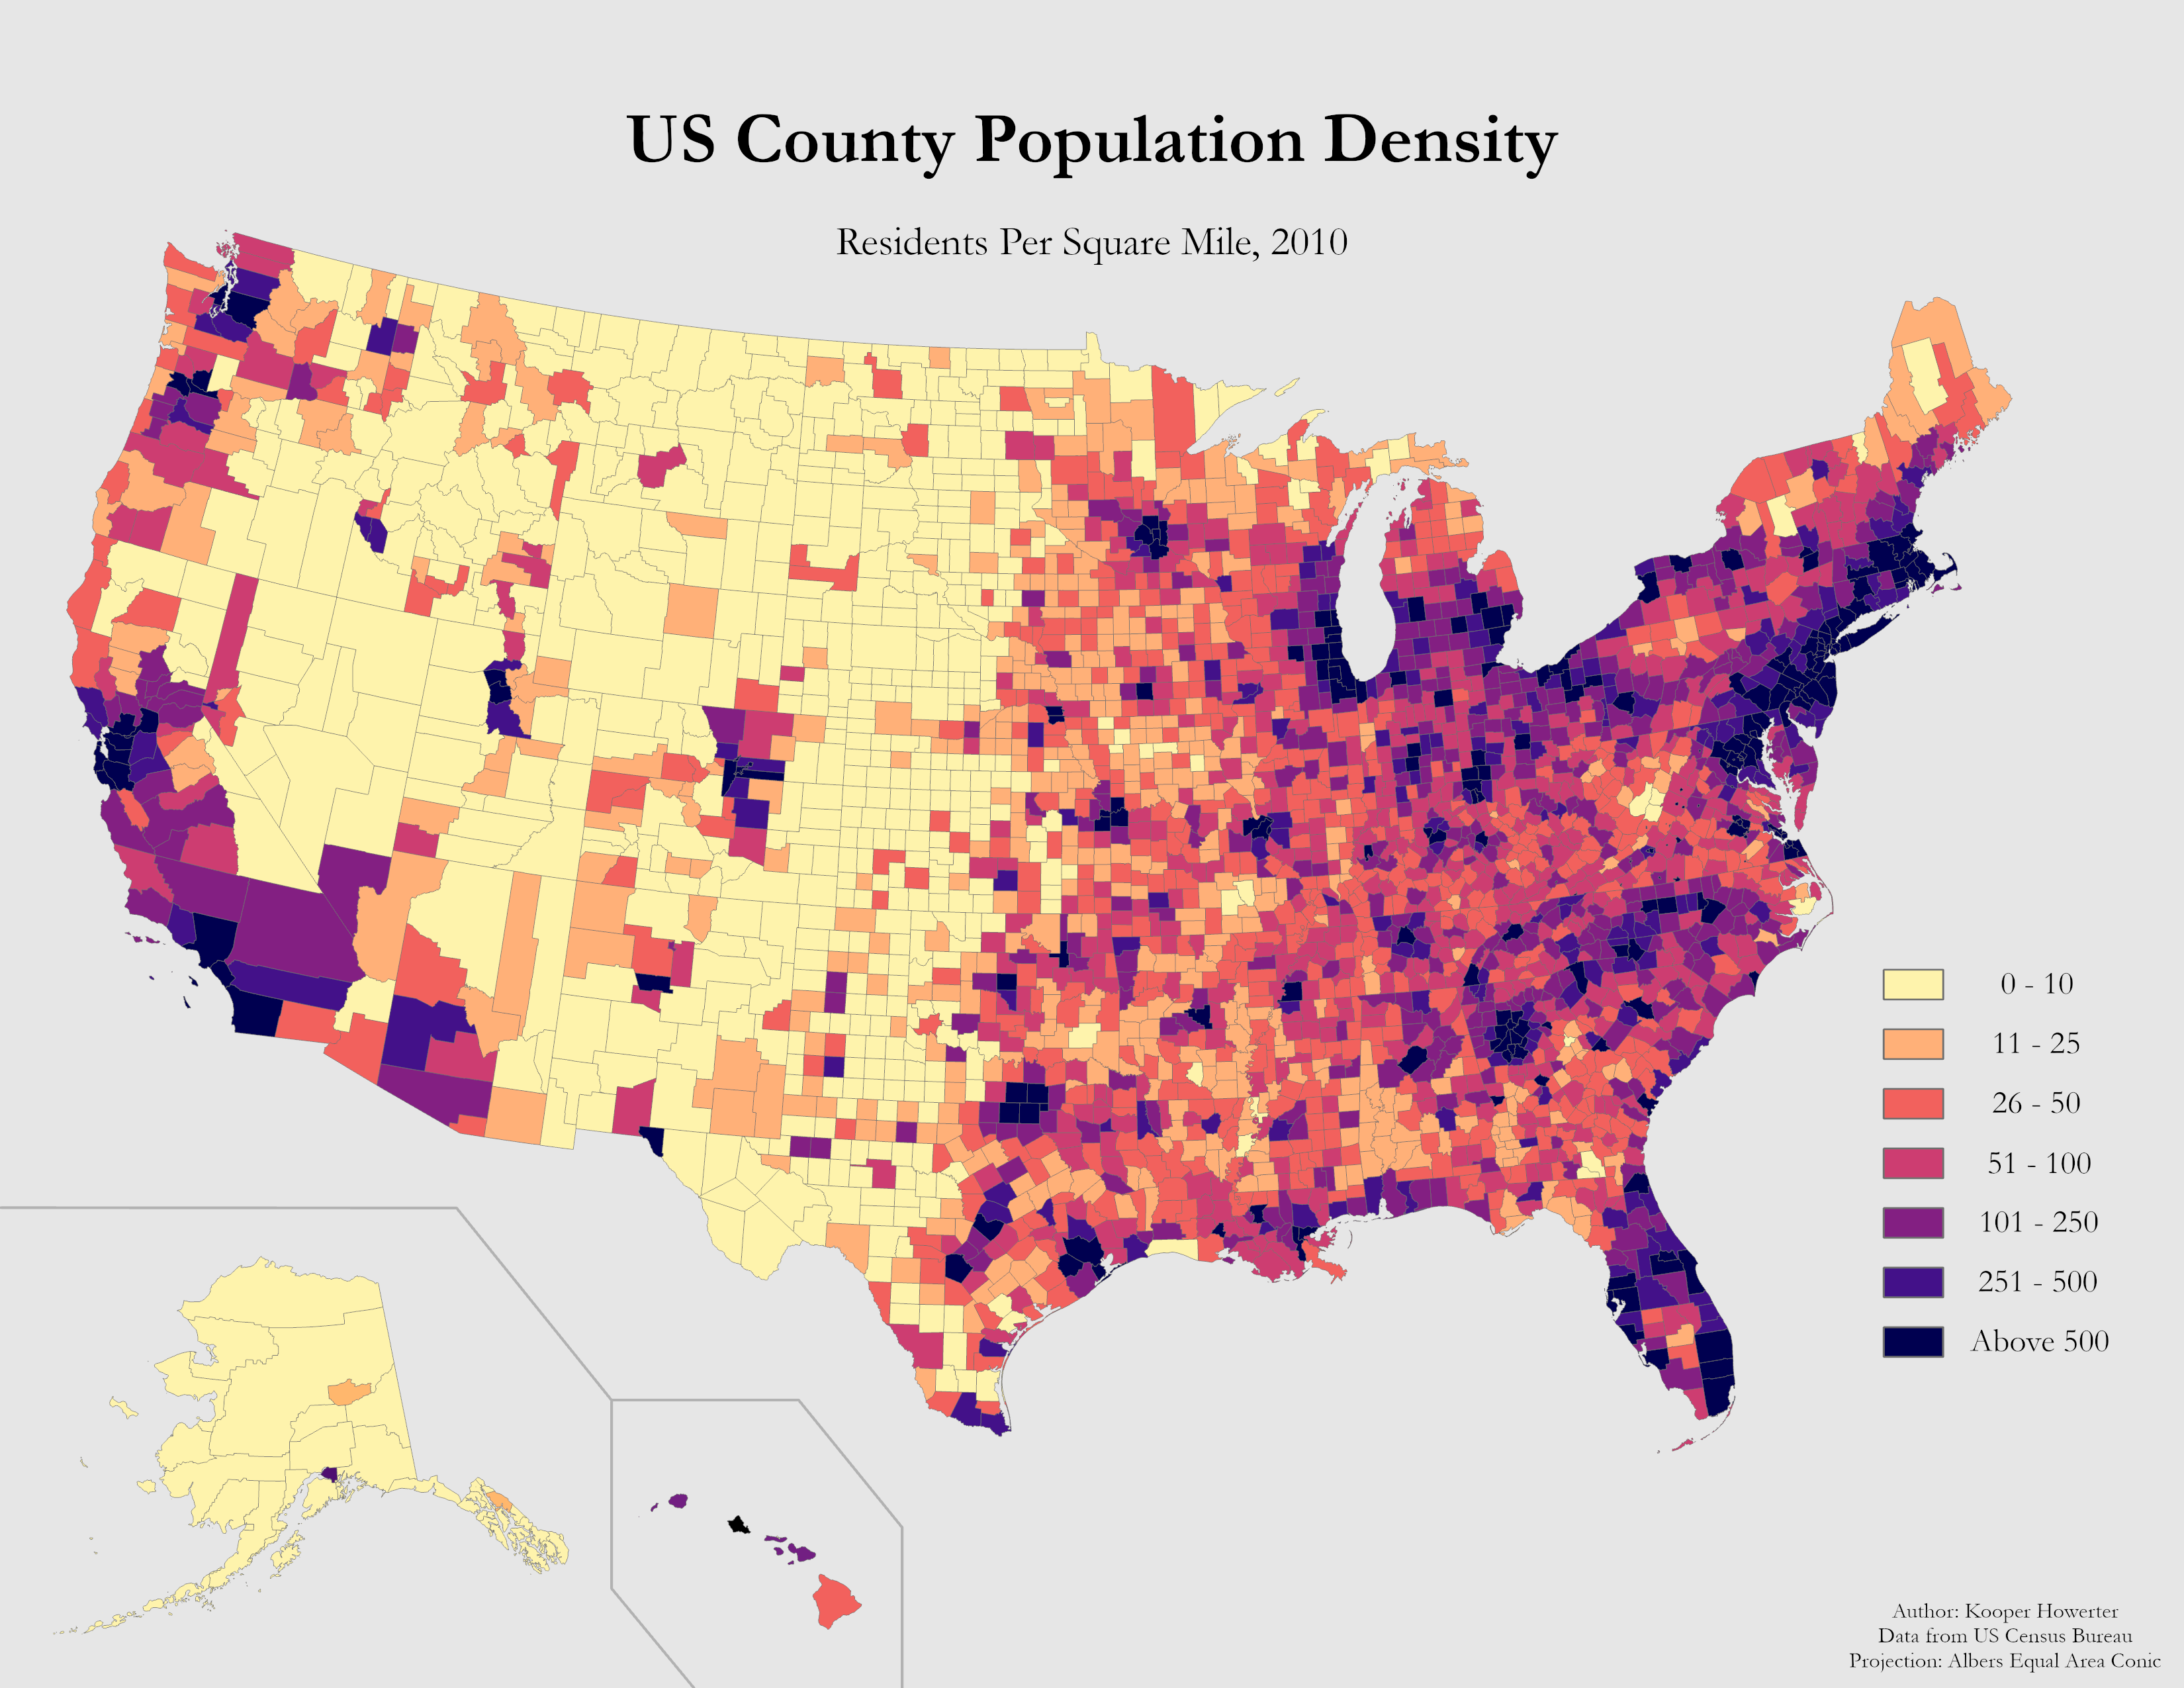 US County Population Density
Residents Per Square Mile, 2010
0 - 10
11 - 25
26 - 50
51 - 100
101 - 250
251 - 500
Above 500
Author: Kooper Howerter
Data from US Census Bureau
Projection: Albers Equal Area Conic